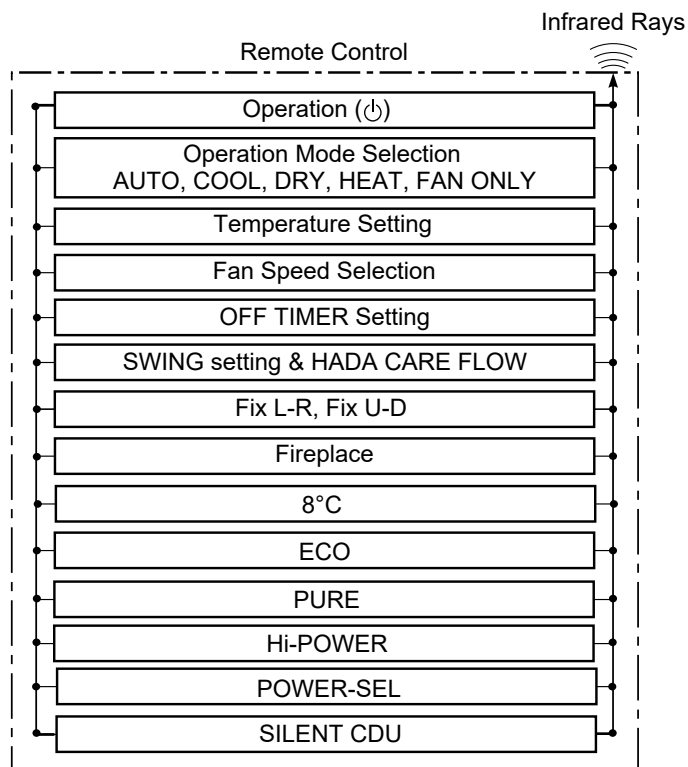 Infrared Rays
Remote Control
Operation (⏻)
Operation Mode Selection
AUTO, COOL, DRY, HEAT, FAN ONLY
Temperature Setting
Fan Speed Selection
OFF TIMER Setting
SWING setting & HADA CARE FLOW
Fix L-R, Fix U-D
Fireplace
8°C
ECO
PURE
Hi-POWER
POWER-SEL
SILENT CDU